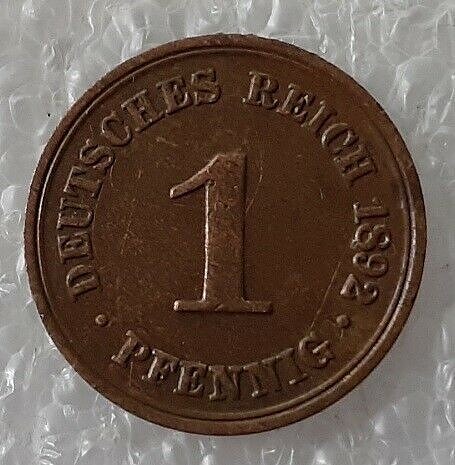 DEUTSCHES REICH 1892
1
• PFENNIG •